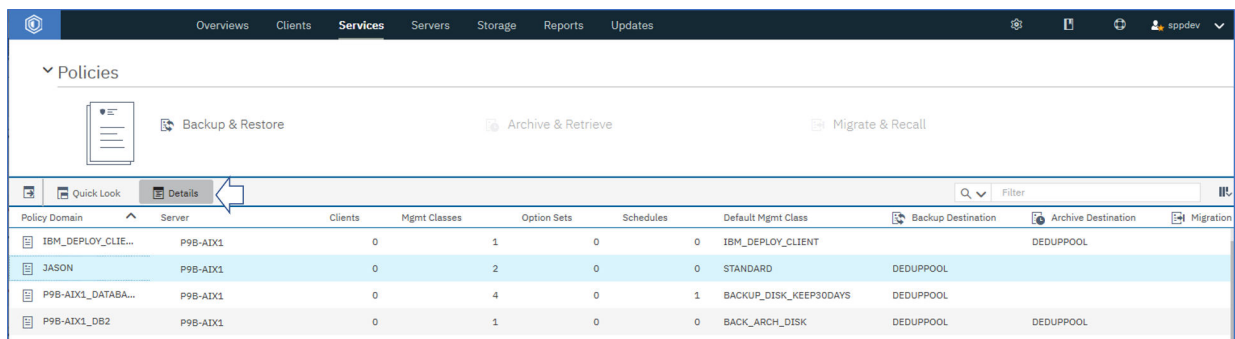 Overviews Clients Services Servers Storage Reports Updates sppdev
Policies
Backup & Restore Archive & Retrieve Migrate & Recall
Quick Look Details Filter
Policy Domain Server Clients Mgmt Classes Option Sets Schedules Default Mgmt Class Backup Destination Archive Destination Migration
IBM_DEPLOY_CLIE... P9B-AIX1 0 1 0 0 IBM_DEPLOY_CLIENT DEDUPPOOL
JASON P9B-AIX1 0 2 0 0 STANDARD DEDUPPOOL
P9B-AIX1_DATABA... P9B-AIX1 0 4 0 1 BACKUP_DISK_KEEP30DAYS DEDUPPOOL
P9B-AIX1_DB2 P9B-AIX1 0 1 0 0 BACK_ARCH_DISK DEDUPPOOL DEDUPPOOL